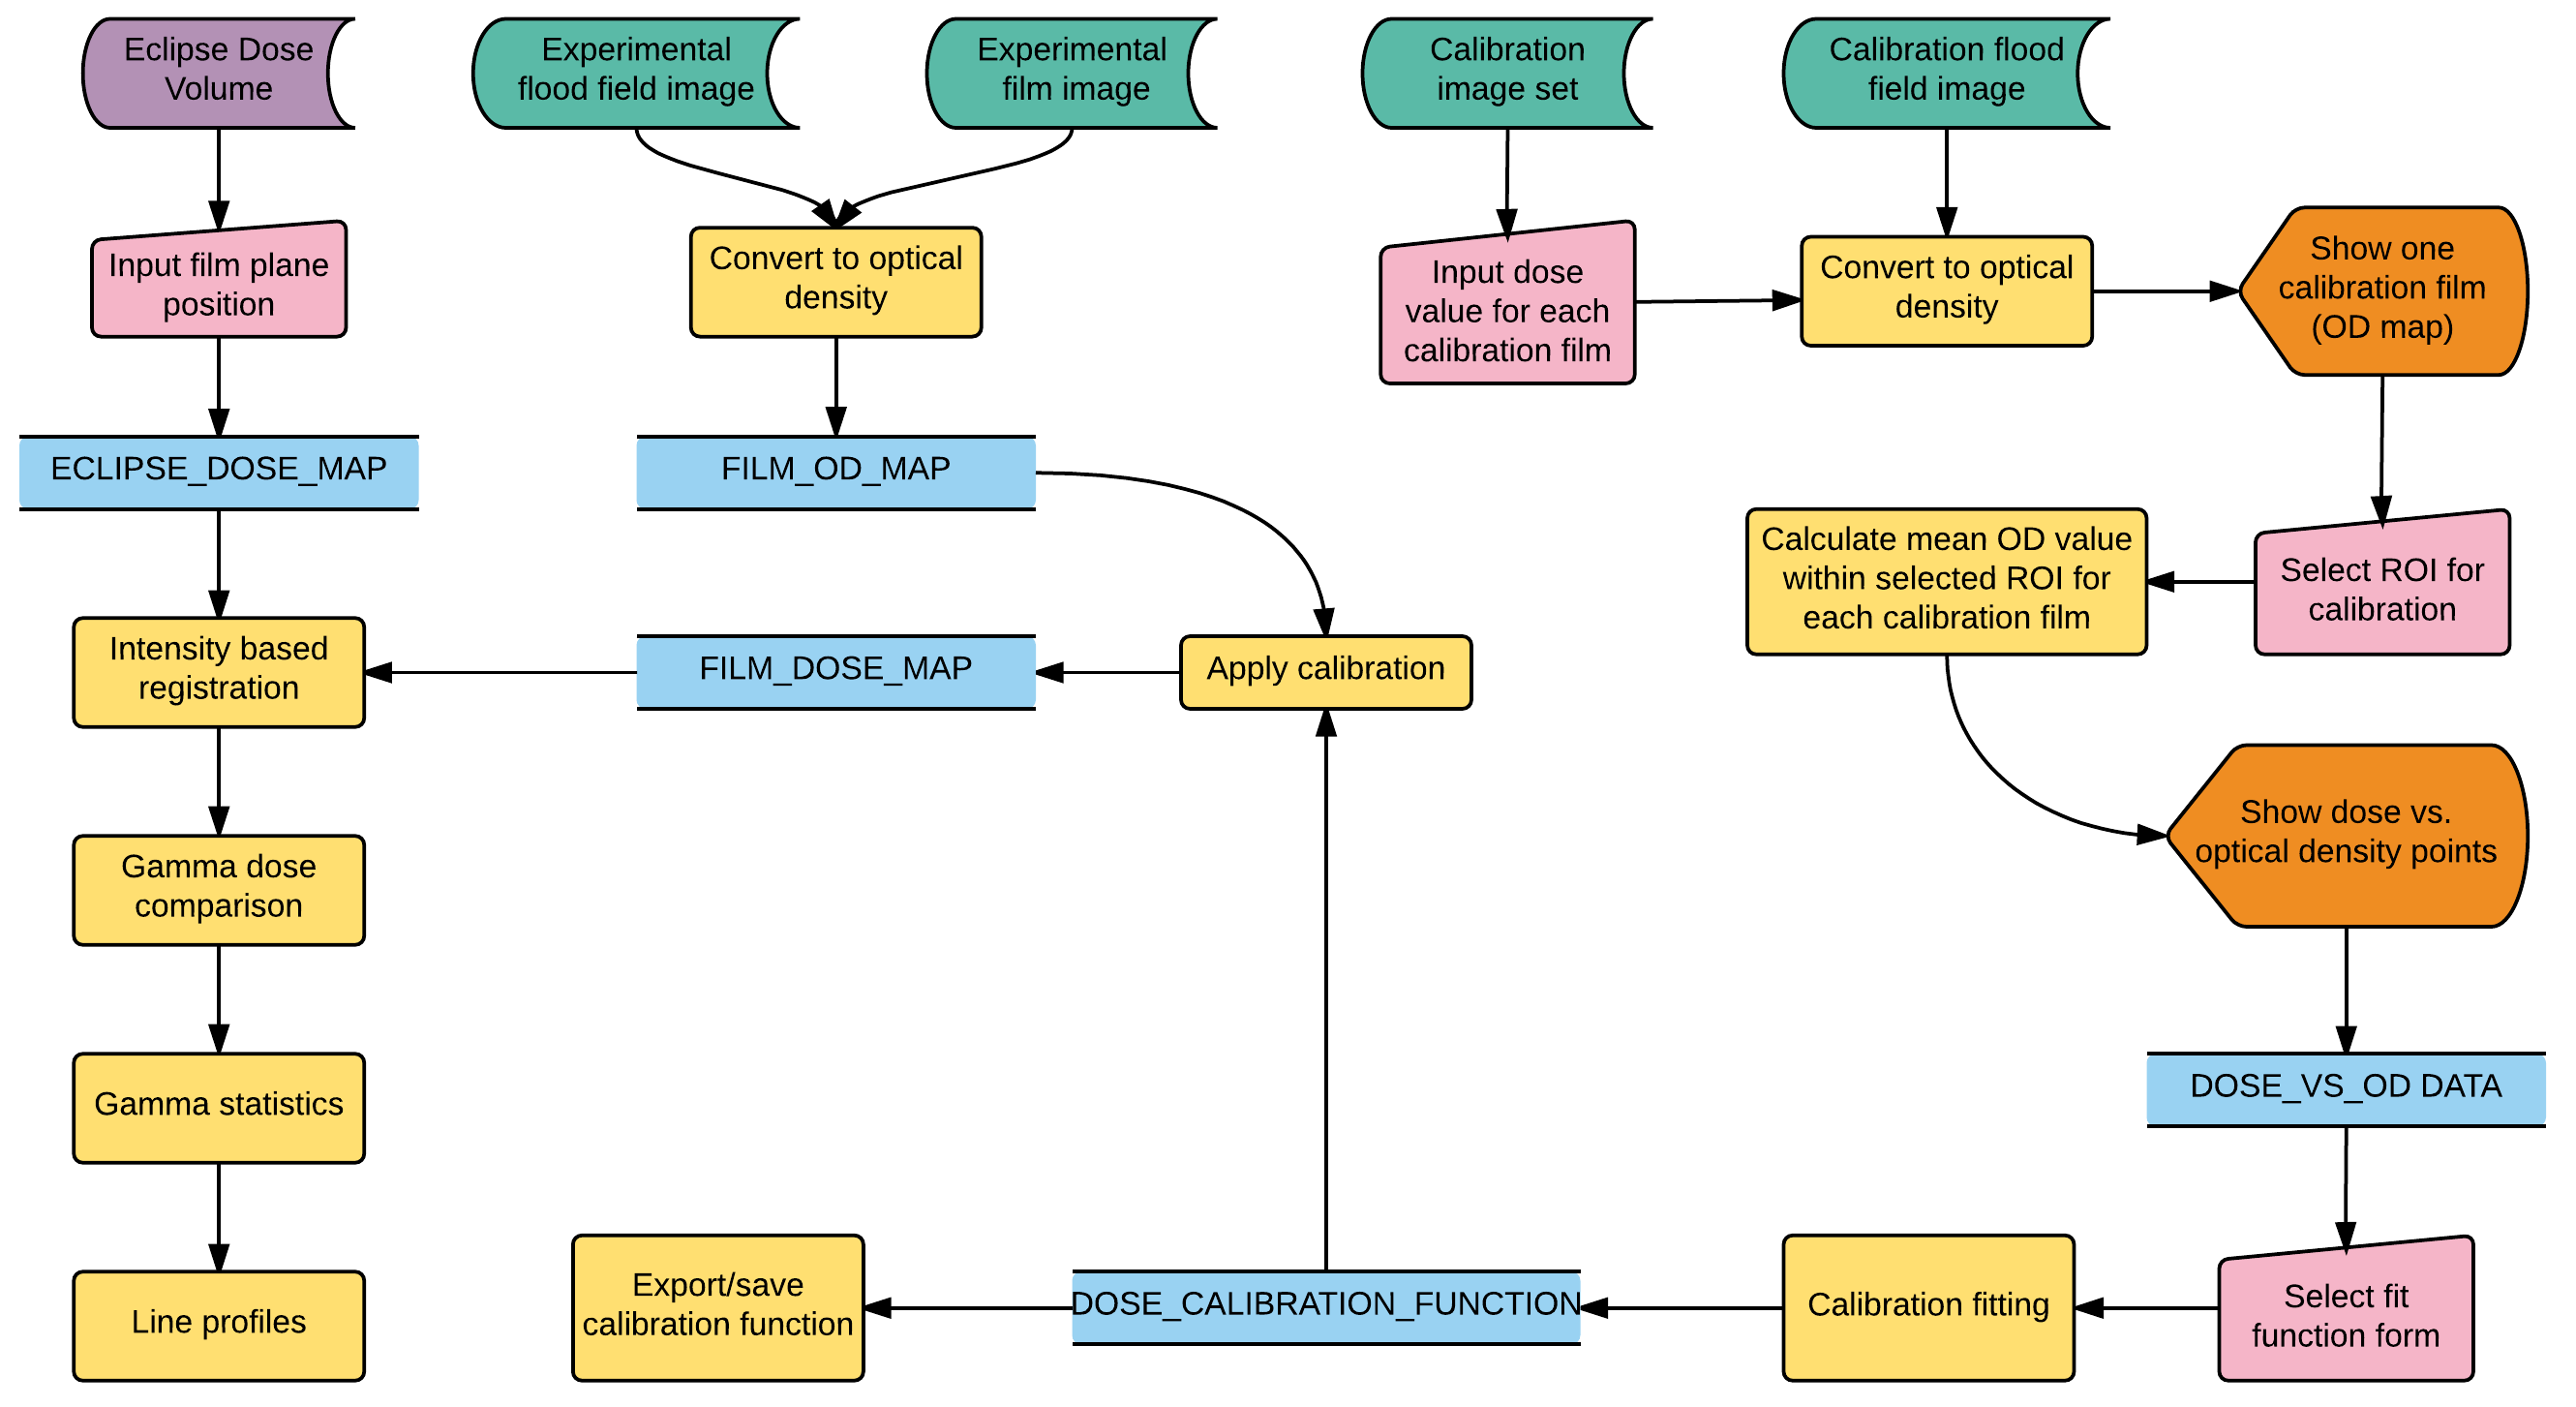 Eclipse Dose
Volume
Experimental
flood field image
Experimental
film image
Calibration
image set
Calibration flood
field image
Input film plane
position
Convert to optical
density
Input dose
value for each
calibration film
Convert to optical
density
Show one
calibration film
(OD map)
ECLIPSE_DOSE_MAP
FILM_OD_MAP
Calculate mean OD value
within selected ROI for
each calibration film
Select ROI for
calibration
Intensity based
registration
FILM_DOSE_MAP
Apply calibration
Gamma dose
comparison
Show dose vs.
optical density points
Gamma statistics
DOSE_VS_OD DATA
Line profiles
Export/save
calibration function
DOSE_CALIBRATION_FUNCTION
Calibration fitting
Select fit
function form